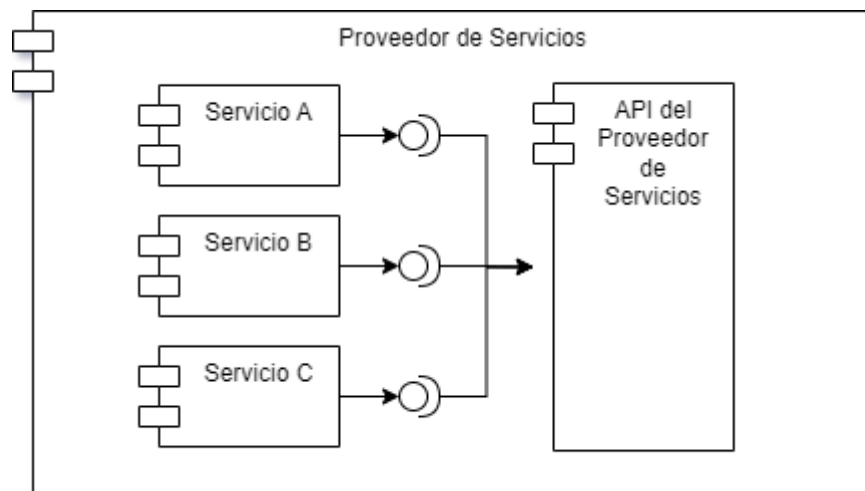 Proveedor de Servicios
Servicio A
API del
Proveedor
de
Servicios
Servicio B
Servicio C